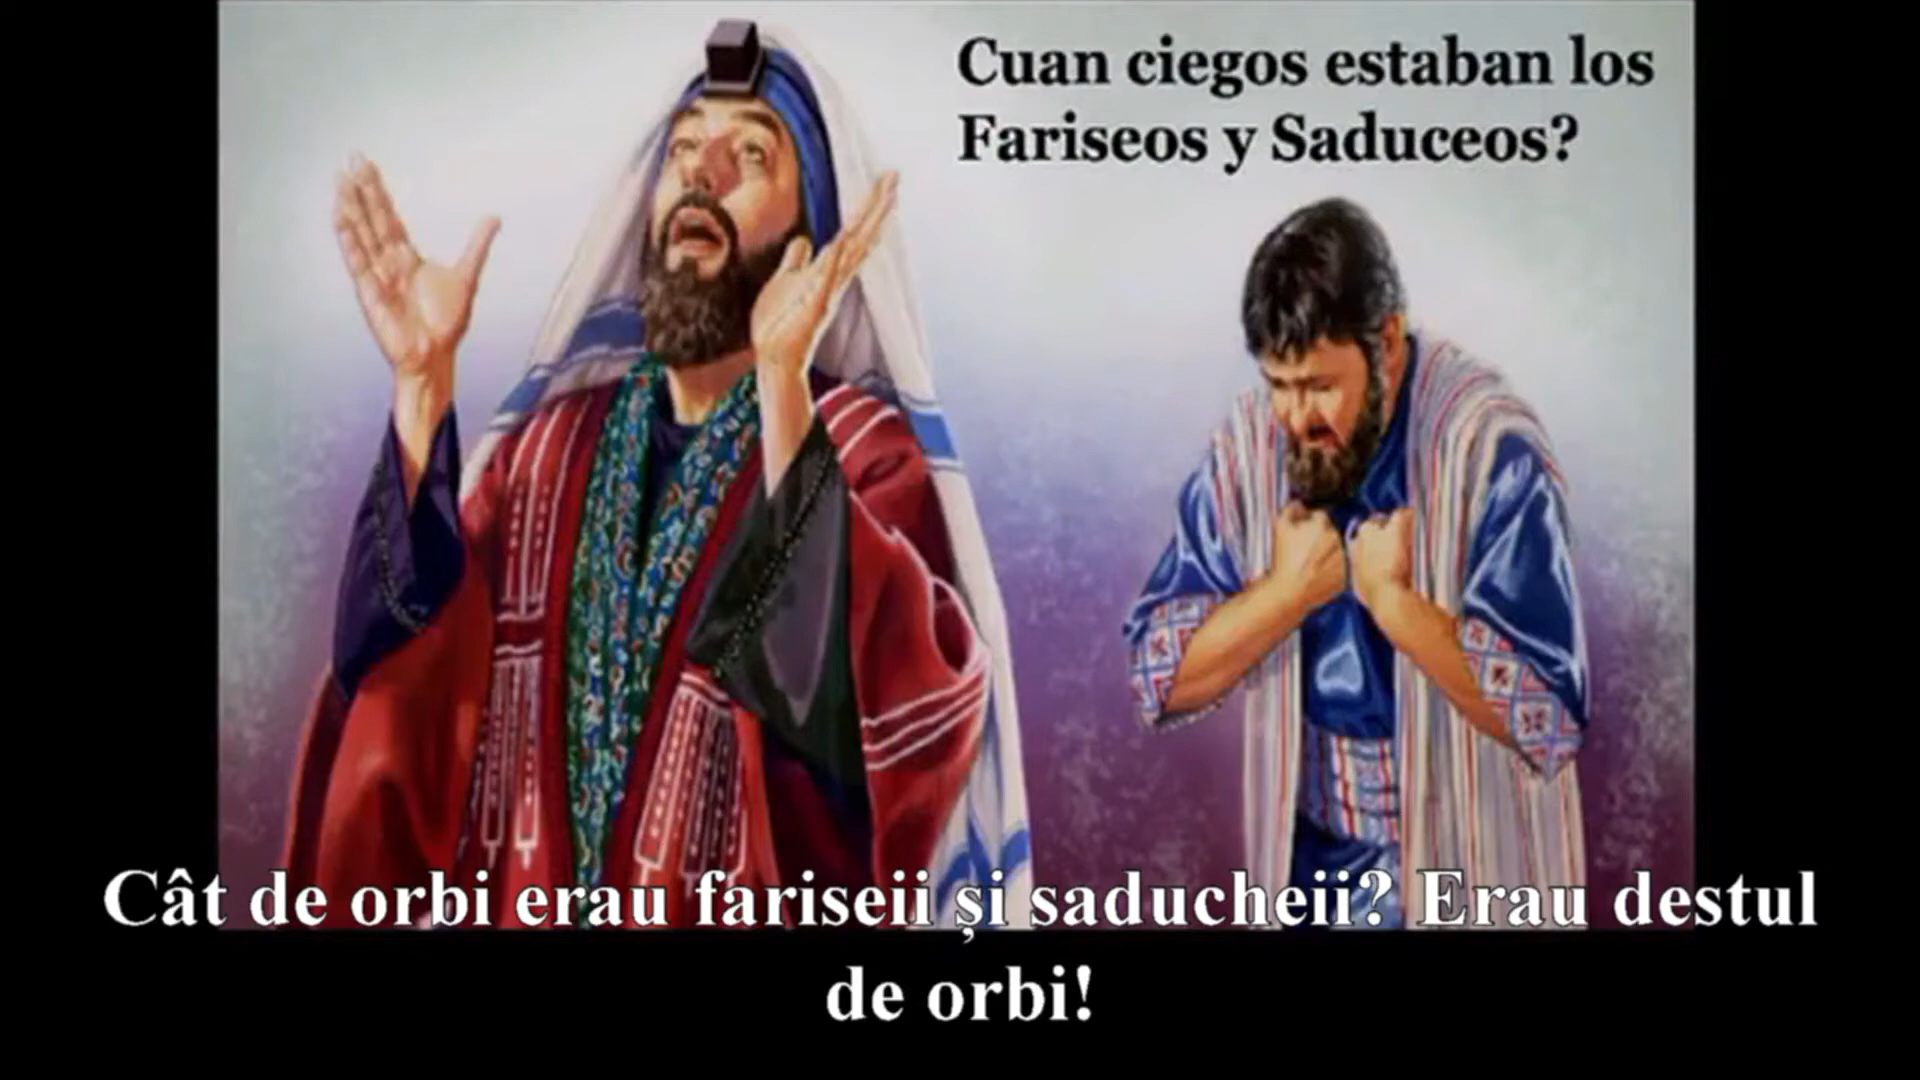 Cuan ciegos estaban los
Fariseos y Saduceos?
Cât de orbi erau fariseii și saducheii? Erau destul
de orbi!